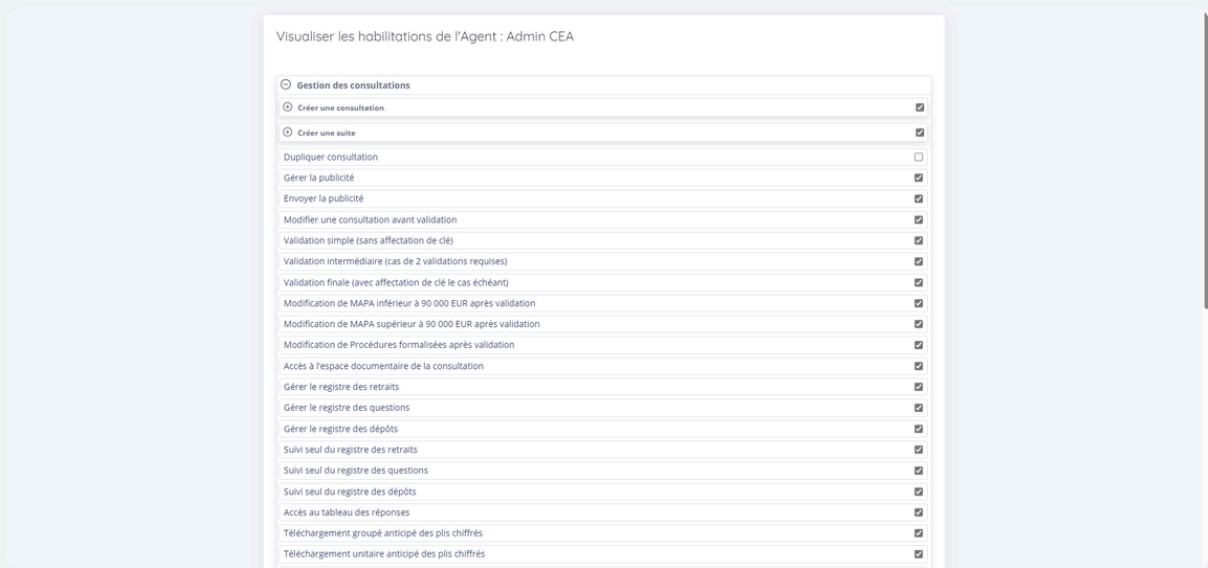 Visualiser les habilitations de l'Agent : Admin CEA
Gestion des consultations
Créer une consultation
Créer une suite
Dupliquer consultation
Gérer la publicité
Envoyer la publicité
Modifier une consultation avant validation
Validation simple (sans affectation de clé)
Validation intermédiaire (cas de 2 validations requises)
Validation finale (avec affectation de clé le cas échéant)
Modification de MAPA inférieur à 90 000 EUR après validation
Modification de MAPA supérieur à 90 000 EUR après validation
Modification de Procédures formalisées après validation
Accès à l'espace documentaire de la consultation
Gérer le registre des retraits
Gérer le registre des questions
Gérer le registre des dépôts
Suivi seul du registre des retraits
Suivi seul du registre des questions
Suivi seul du registre des dépôts
Accès au tableau des réponses
Téléchargement groupé anticipé des plis chiffrés
Téléchargement unitaire anticipé des plis chiffrés